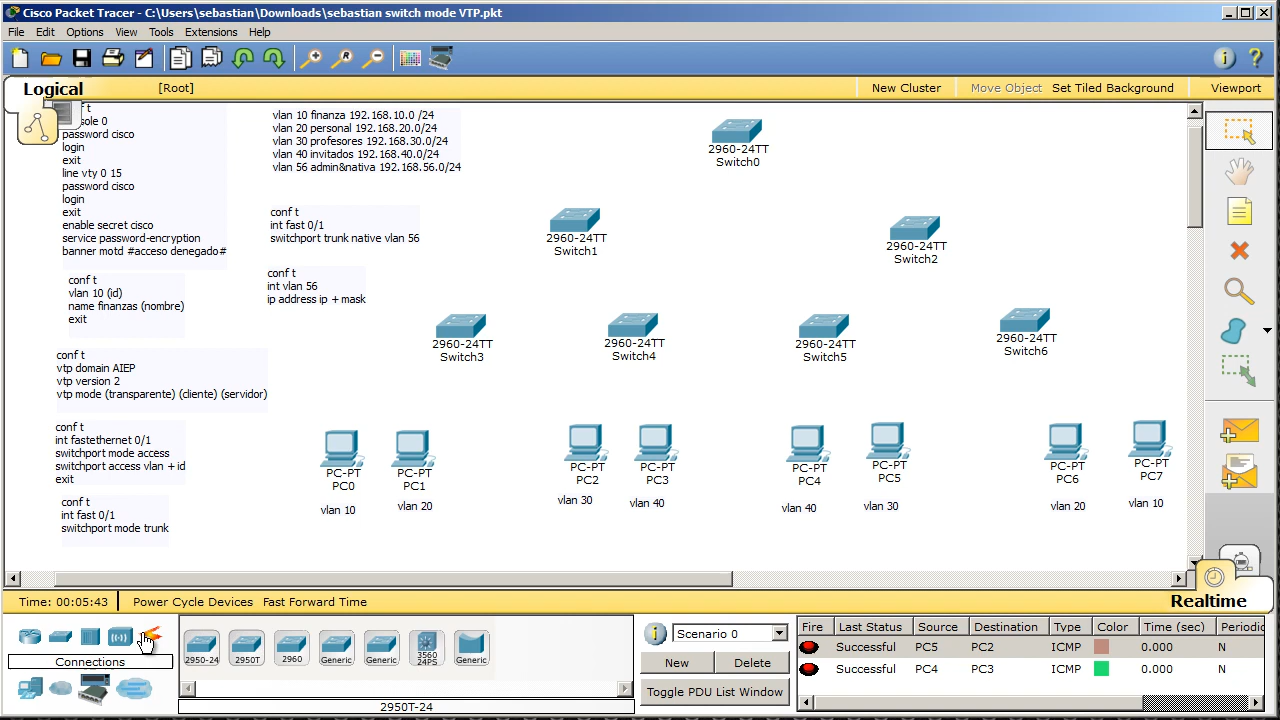 Cisco Packet Tracer - C:\Users\sebastian\Downloads\sebastian switch mode VTP.pkt
File Edit Options View Tools Extensions Help
Logical [Root] New Cluster Move Object Set Tiled Background Viewport
f t
sole 0
password cisco
login
exit
line vty 0 15
password cisco
login
exit
enable secret cisco
service password-encryption
banner motd #acceso denegado#
conf t
vlan 10 (id)
name finanzas (nombre)
exit
conf t
vtp domain AIEP
vtp version 2
vtp mode (transparente) (cliente) (servidor)
conf t
int fastethernet 0/1
switchport mode access
switchport access vlan + id
exit
conf t
int fast 0/1
switchport mode trunk
vlan 10 finanza 192.168.10.0/24
vlan 20 personal 192.168.20.0/24
vlan 30 profesores 192.168.30.0/24
vlan 40 invitados 192.168.40.0/24
vlan 56 admin&nativa 192.168.56.0/24
conf t
int fast 0/1
switchport trunk native vlan 56
conf t
int vlan 56
ip address ip + mask
2960-24TT
Switch0
2960-24TT
Switch1
2960-24TT
Switch2
2960-24TT
Switch3
2960-24TT
Switch4
2960-24TT
Switch5
2960-24TT
Switch6
PC-PT
PC0
vlan 10
PC-PT
PC1
vlan 20
PC-PT
PC2
vlan 30
PC-PT
PC3
vlan 40
PC-PT
PC4
vlan 40
PC-PT
PC5
vlan 30
PC-PT
PC6
vlan 20
PC-PT
PC7
vlan 10
Time: 00:05:43 Power Cycle Devices Fast Forward Time Realtime
Connections
2950-24 2950T 2960 Generic Generic 3560 24PS Generic
2950T-24
Scenario 0
New Delete
Toggle PDU List Window
Fire Last Status Source Destination Type Color Time (sec) Periodic
Successful PC5 PC2 ICMP 0.000 N
Successful PC4 PC3 ICMP 0.000 N